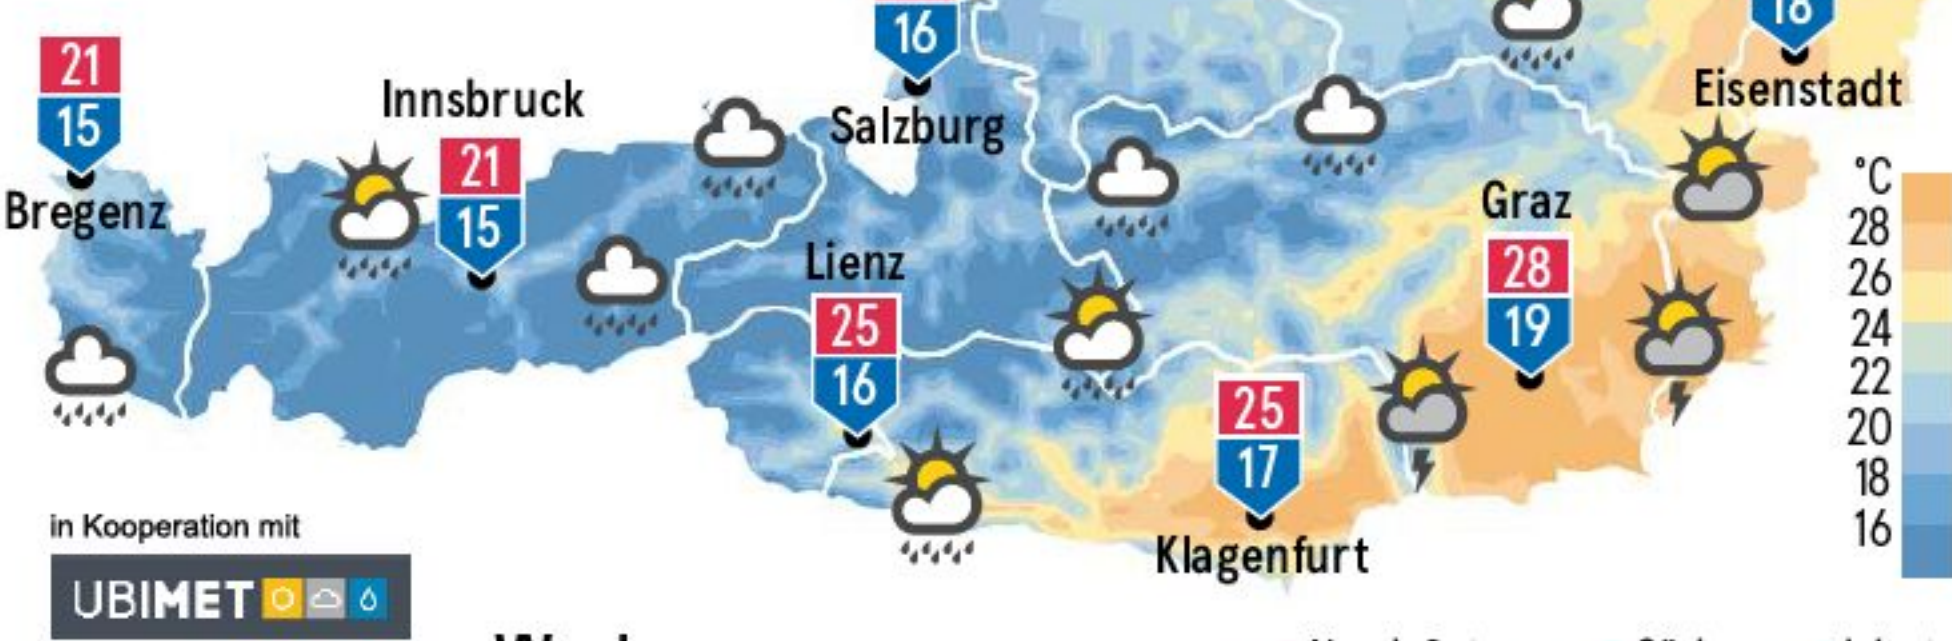 21
15
Bregenz
Innsbruck
21
15
16
Salzburg
Lienz
25
16
25
17
Klagenfurt
Graz
28
19
18
Eisenstadt
°C
28
26
24
22
20
18
16
in Kooperation mit
UBIMET